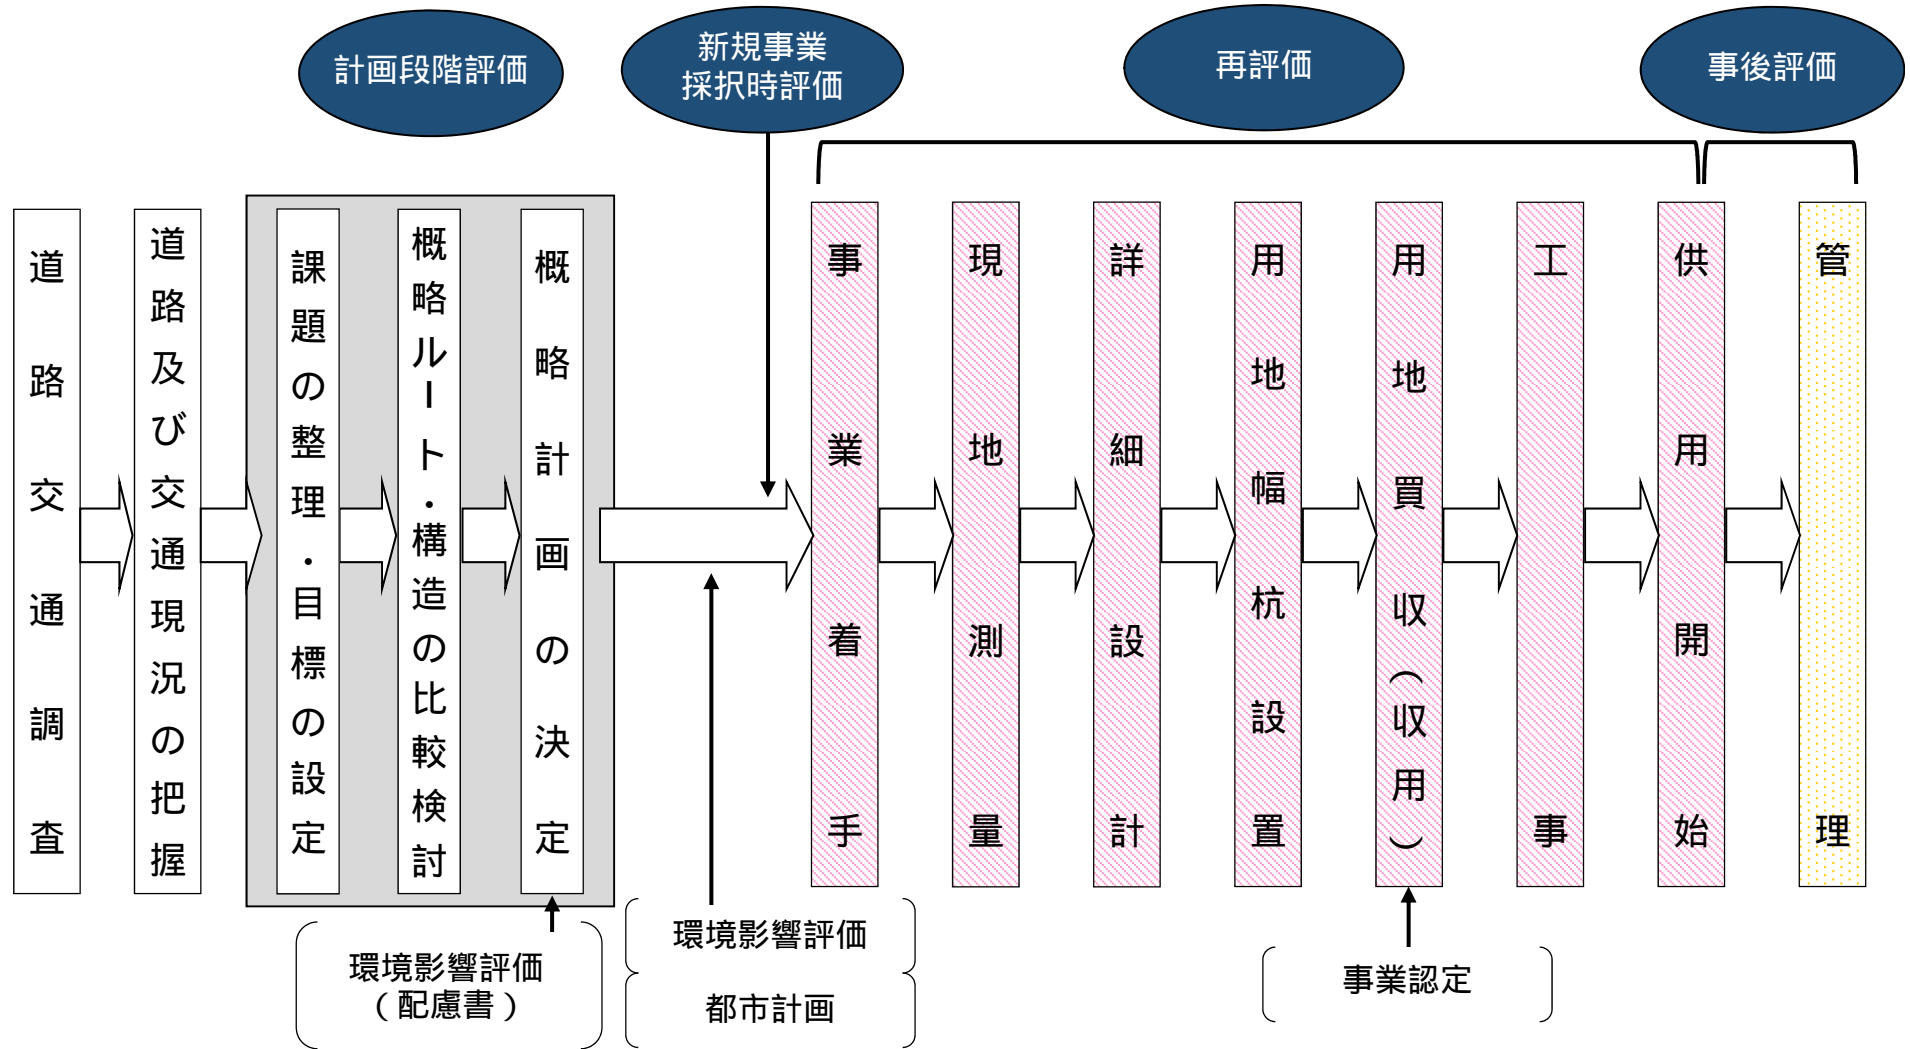 計画段階評価
新規事業
採択時評価
再評価
事後評価
道路交通調査
道路及び交通現況の把握
課題の整理・目標の設定
概略ルート・構造の比較検討
概略計画の決定
事業着手
現地測量
詳細設計
用地幅杭設置
用地買収（収用）
工事
供用開始
管理
環境影響評価
（配慮書）
環境影響評価
都市計画
事業認定